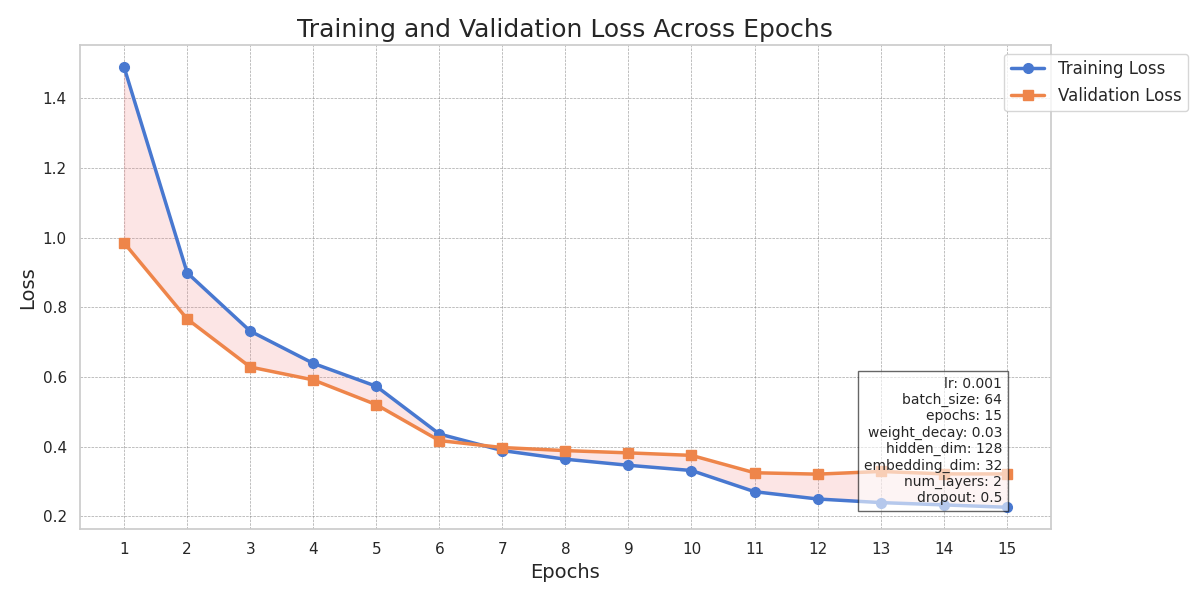 Training and Validation Loss Across Epochs
Training Loss
Validation Loss
Loss
1.4
1.2
1.0
0.8
0.6
0.4
0.2
lr: 0.001
batch_size: 64
epochs: 15
weight_decay: 0.03
hidden_dim: 128
embedding_dim: 32
num_layers: 2
dropout: 0.5
1 2 3 4 5 6 7 8 9 10 11 12 13 14 15
Epochs